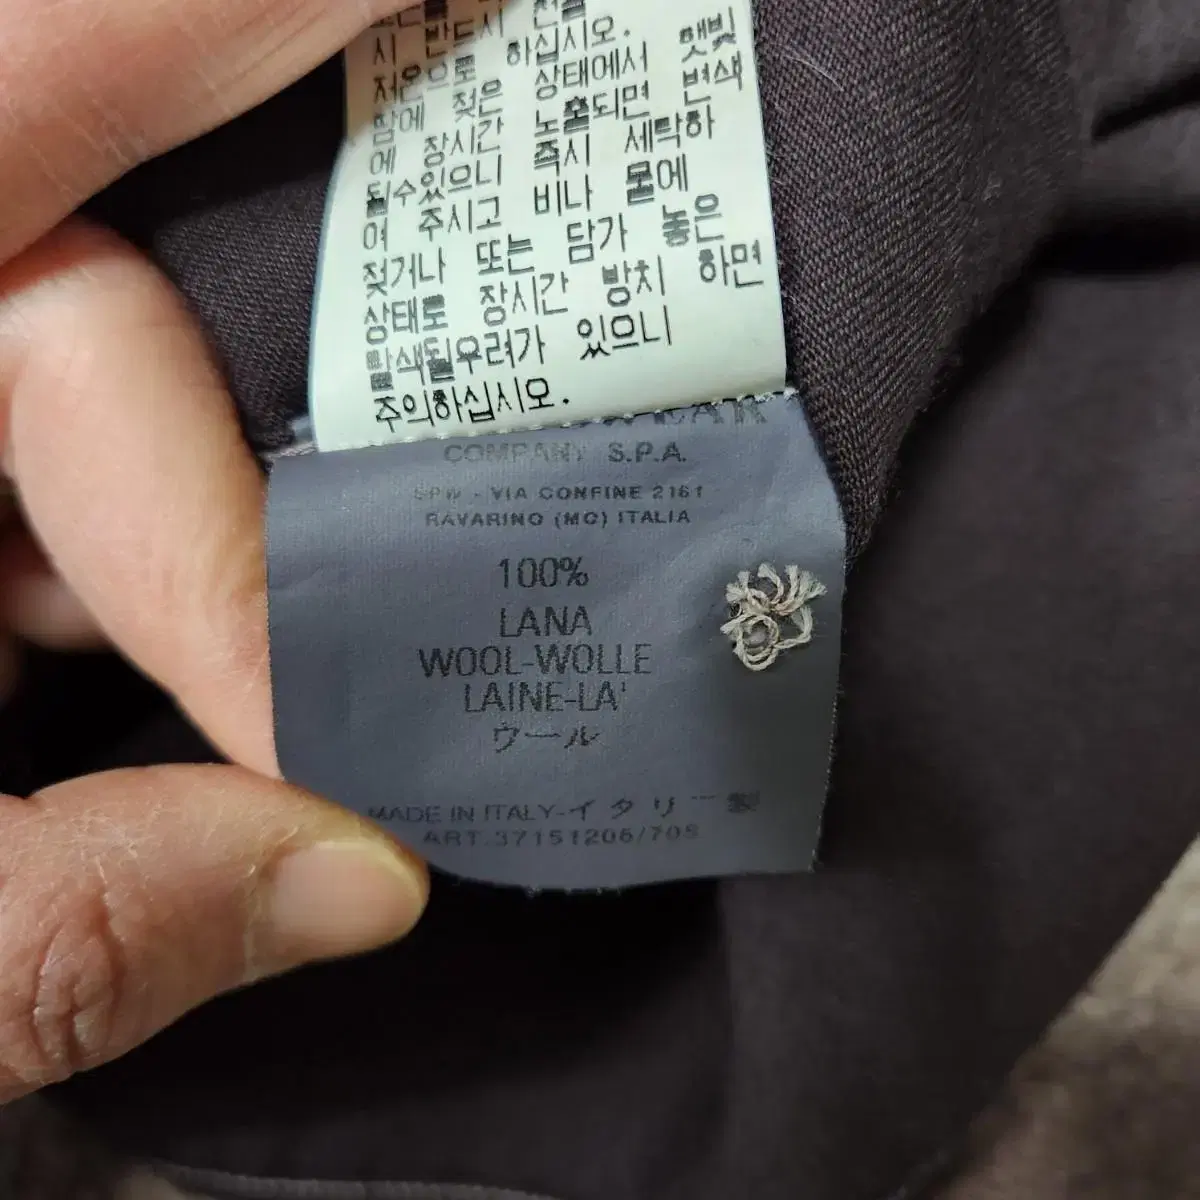 시 반드시 하십시오.
저온으로 상태에서 햇빛
땀에 젖은 노출되면 변색
에 장시간 즉시 세탁하
될수있으니 비나 물에
여 주시고 담가 놓은
젖거나 또는 방치 하면
상태로 장시간 있으니
탈색될우려가
주의하십시오.
COMPANY S.P.A.
SPW - VIA CONFINE 2161
RAVARINO (MO) ITALIA
100%
LANA
WOOL-WOLLE
LAINE-LA'
ウール
MADE IN ITALY-イタリー製
ART.37151206/708